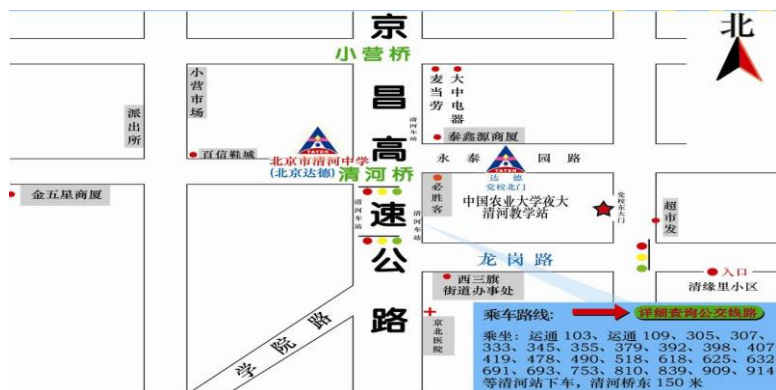 北
京昌高速公路
小营桥
小营市场
派出所
麦当劳
大中电器
清河车站
泰鑫源商厦
百信鞋城
TATEH
北京市清河中学
(北京达德)
清河桥
永泰园路
TATEH
达德
党校北门
金五星商厦
必胜客
中国农业大学夜大
清河教学站
党校东大门
超市发
清河车站
清河车站
龙岗路
入口
清缘里小区
西三旗
街道办事处
学院路
京北医院
乘车路线:
详细查询公交线路
乘坐: 运通 103、运通 109、305、307、
333、345、355、379、392、398、407
419、478、490、518、618、625、632
691、693、753、810、839、909、914
等清河站下车，清河桥东 150 米